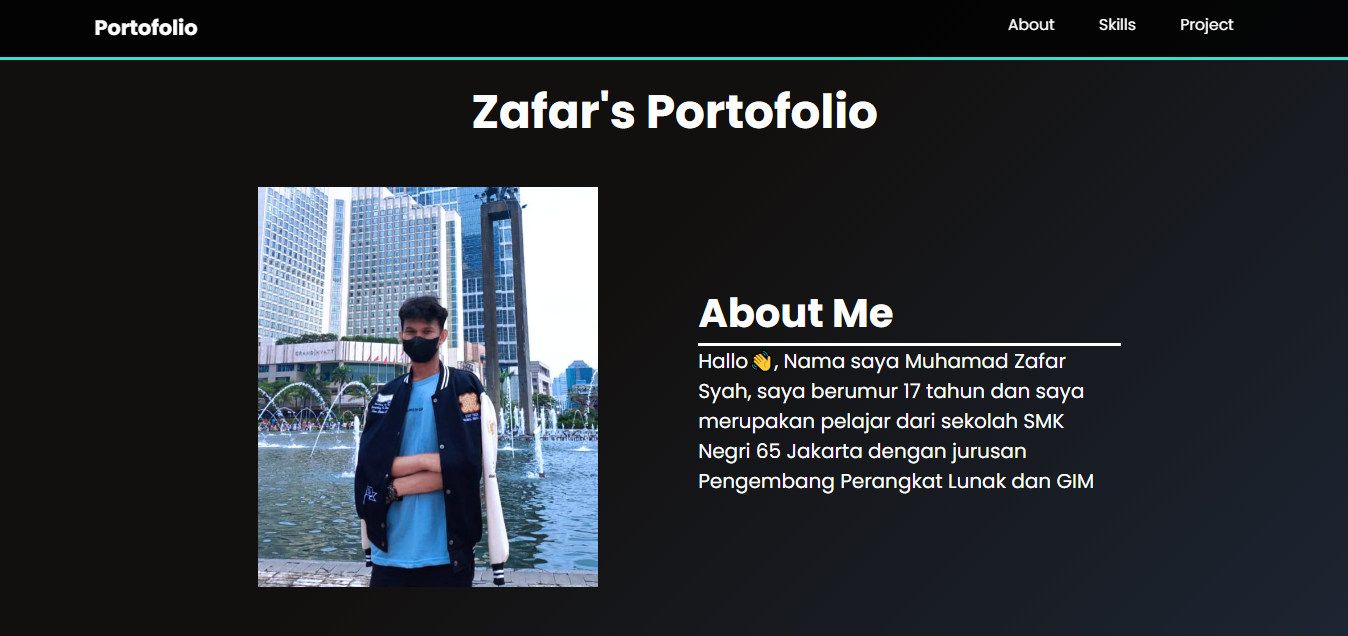 Portofolio
About Skills Project
Zafar's Portofolio
About Me
Hallo👋, Nama saya Muhamad Zafar
Syah, saya berumur 17 tahun dan saya
merupakan pelajar dari sekolah SMK
Negri 65 Jakarta dengan jurusan
Pengembang Perangkat Lunak dan GIM